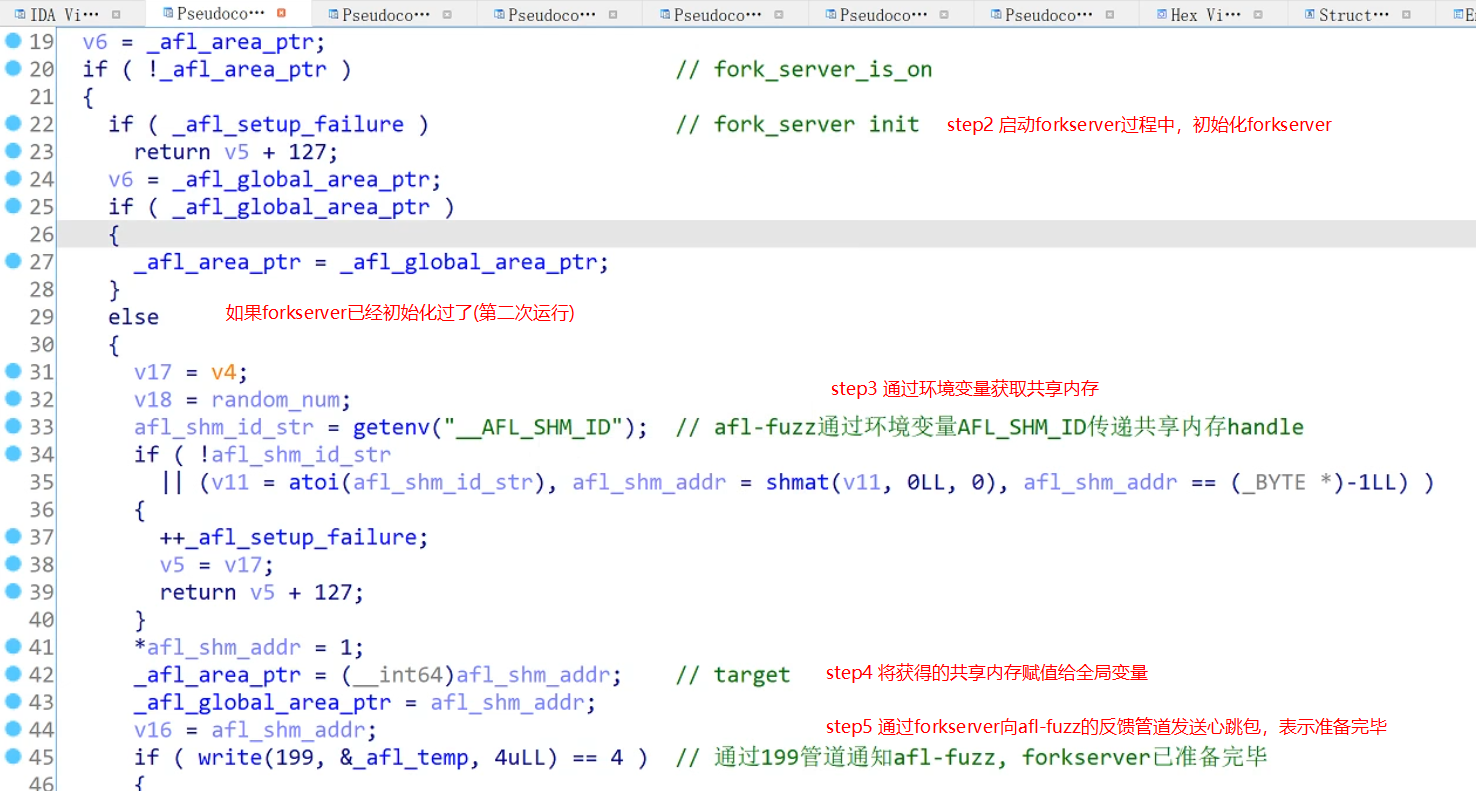 IDA Vi··· Pseudoco··· Pseudoco··· Pseudoco··· Pseudoco··· Pseudoco··· Pseudoco··· Hex Vi··· Struct··· En
19 v6 = _afl_area_ptr;
20 if ( !_afl_area_ptr ) // fork_server_is_on
21 {
22 if ( _afl_setup_failure ) // fork_server init step2 启动forkserver过程中，初始化forkserver
23 return v5 + 127;
24 v6 = _afl_global_area_ptr;
25 if ( _afl_global_area_ptr )
26 {
27 _afl_area_ptr = _afl_global_area_ptr;
28 }
29 else 如果forkserver已经初始化过了(第二次运行)
30 {
31 v17 = v4;
step3 通过环境变量获取共享内存
32 v18 = random_num;
33 afl_shm_id_str = getenv("__AFL_SHM_ID"); // afl-fuzz通过环境变量AFL_SHM_ID传递共享内存handle
34 if ( !afl_shm_id_str
35 || (v11 = atoi(afl_shm_id_str), afl_shm_addr = shmat(v11, 0LL, 0), afl_shm_addr == (_BYTE *)-1LL) )
36 {
37 ++_afl_setup_failure;
38 v5 = v17;
39 return v5 + 127;
40 }
41 *afl_shm_addr = 1;
42 _afl_area_ptr = (__int64)afl_shm_addr; // target step4 将获得的共享内存赋值给全局变量
43 _afl_global_area_ptr = afl_shm_addr;
44 v16 = afl_shm_addr; step5 通过forkserver向afl-fuzz的反馈管道发送心跳包，表示准备完毕
45 if ( write(199, &_afl_temp, 4uLL) == 4 ) // 通过199管道通知afl-fuzz, forkserver已准备完毕
46 {